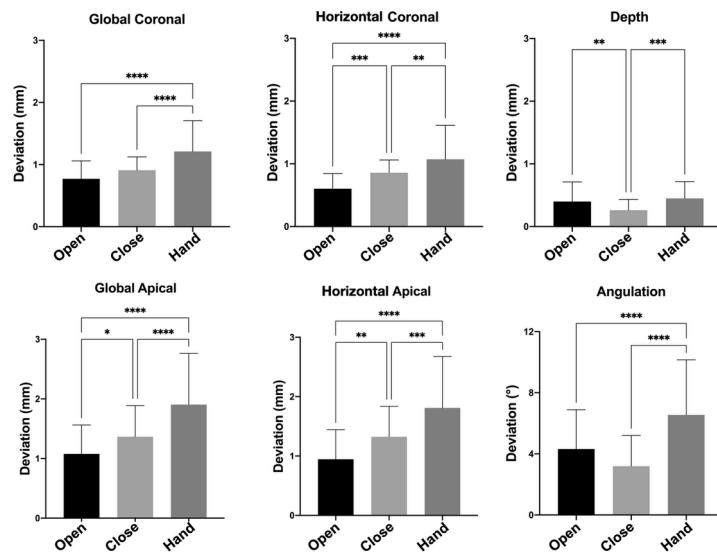 Global Coronal
Deviation (mm)
3
2
1
0
****
****
Open
Close
Hand
Horizontal Coronal
Deviation (mm)
3
2
1
0
****
***
**
Open
Close
Hand
Depth
Deviation (mm)
3
2
1
0
**
***
Open
Close
Hand
Global Apical
Deviation (mm)
3
2
1
0
****
*
****
Open
Close
Hand
Horizontal Apical
Deviation (mm)
3
2
1
0
****
**
***
Open
Close
Hand
Angulation
Deviation (°)
12
8
4
0
****
****
Open
Close
Hand